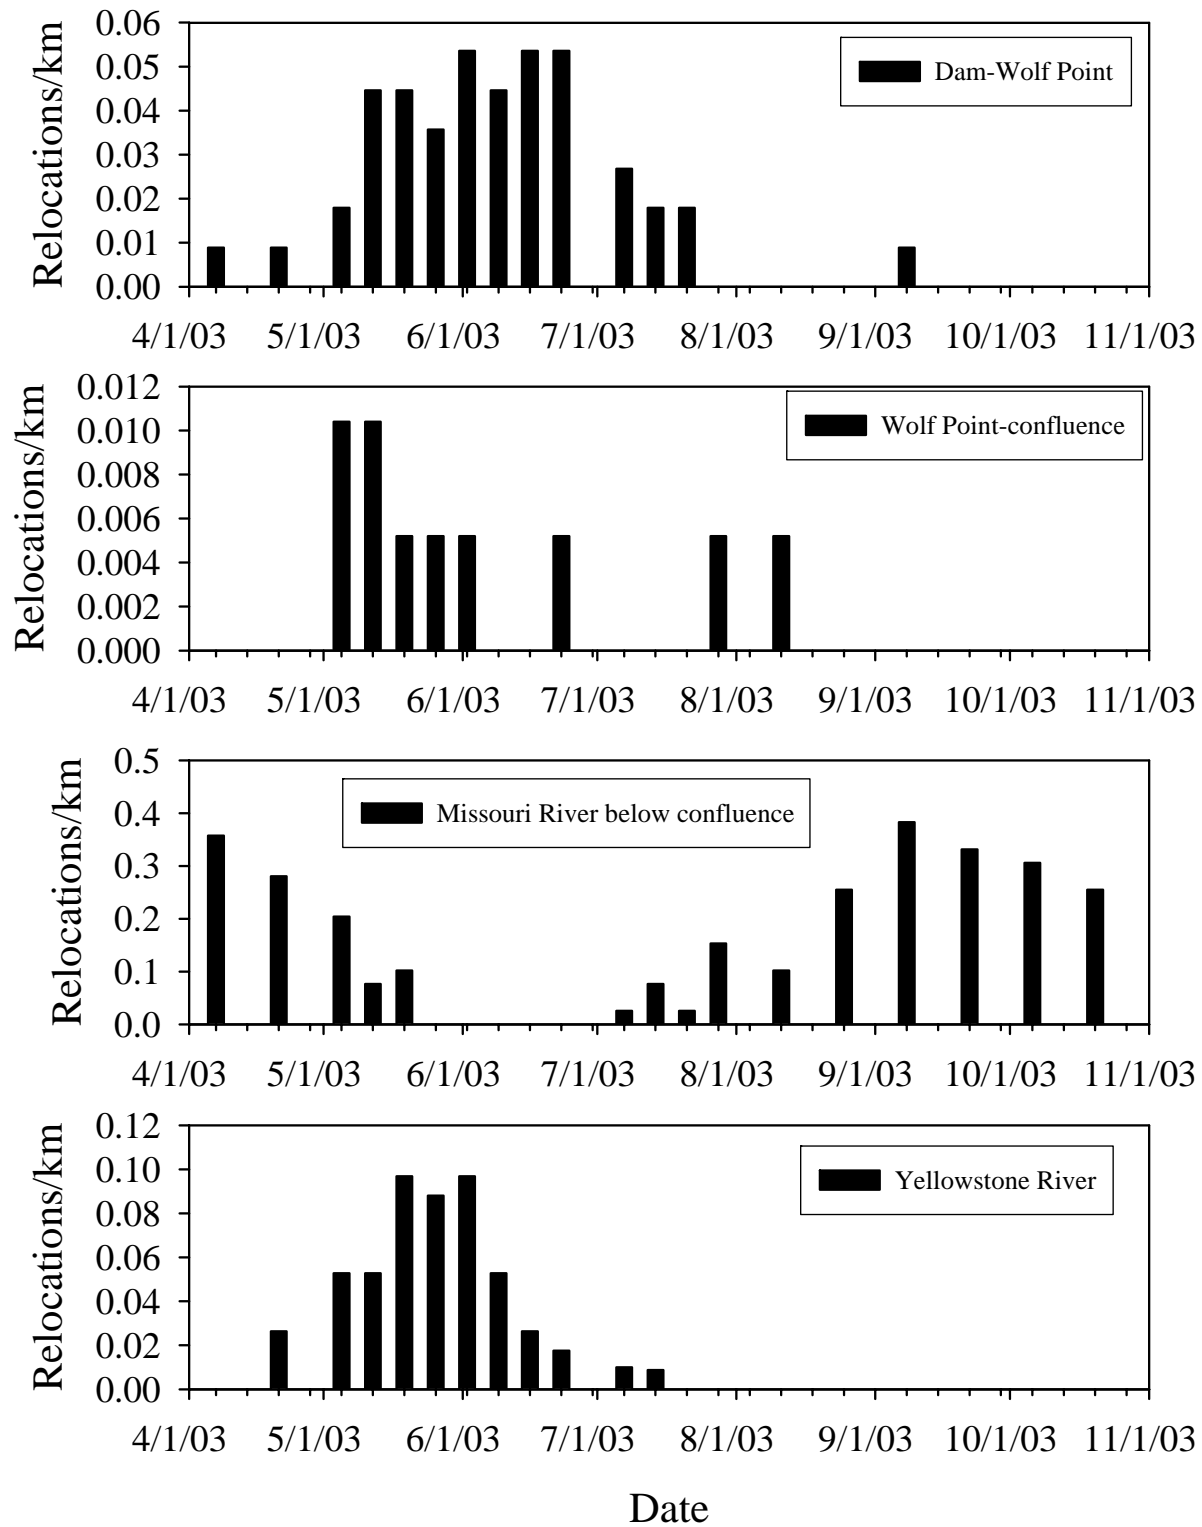 0.06
0.05
0.04
0.03
0.02
0.01
0.00
Relocations/km
Dam-Wolf Point
4/1/03 5/1/03 6/1/03 7/1/03 8/1/03 9/1/03 10/1/03 11/1/03
0.012
0.010
0.008
0.006
0.004
0.002
0.000
Relocations/km
Wolf Point-confluence
4/1/03 5/1/03 6/1/03 7/1/03 8/1/03 9/1/03 10/1/03 11/1/03
0.5
0.4
0.3
0.2
0.1
0.0
Relocations/km
Missouri River below confluence
4/1/03 5/1/03 6/1/03 7/1/03 8/1/03 9/1/03 10/1/03 11/1/03
0.12
0.10
0.08
0.06
0.04
0.02
0.00
Relocations/km
Yellowstone River
4/1/03 5/1/03 6/1/03 7/1/03 8/1/03 9/1/03 10/1/03 11/1/03
Date